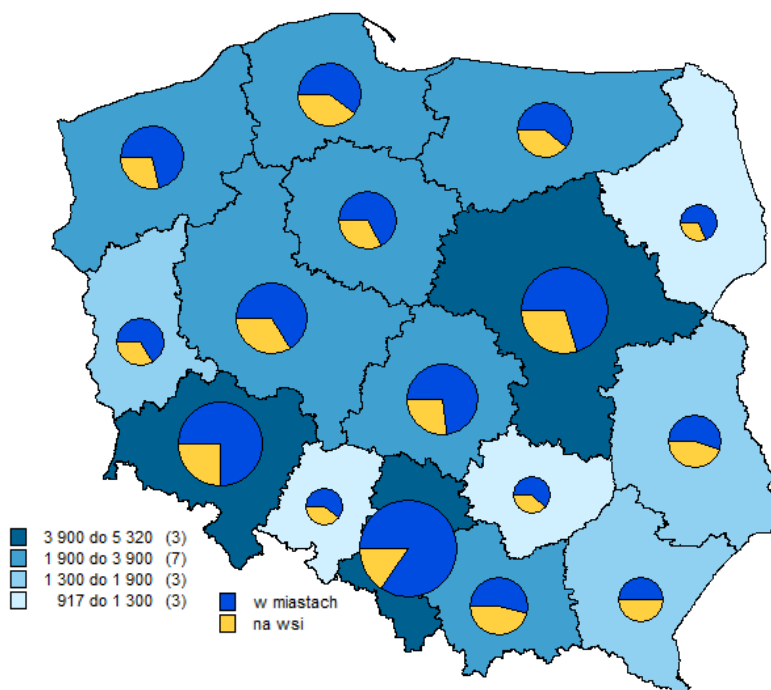 3 900 do 5 320 (3)
1 900 do 3 900 (7)
1 300 do 1 900 (3)
917 do 1 300 (3)
w miastach
na wsi